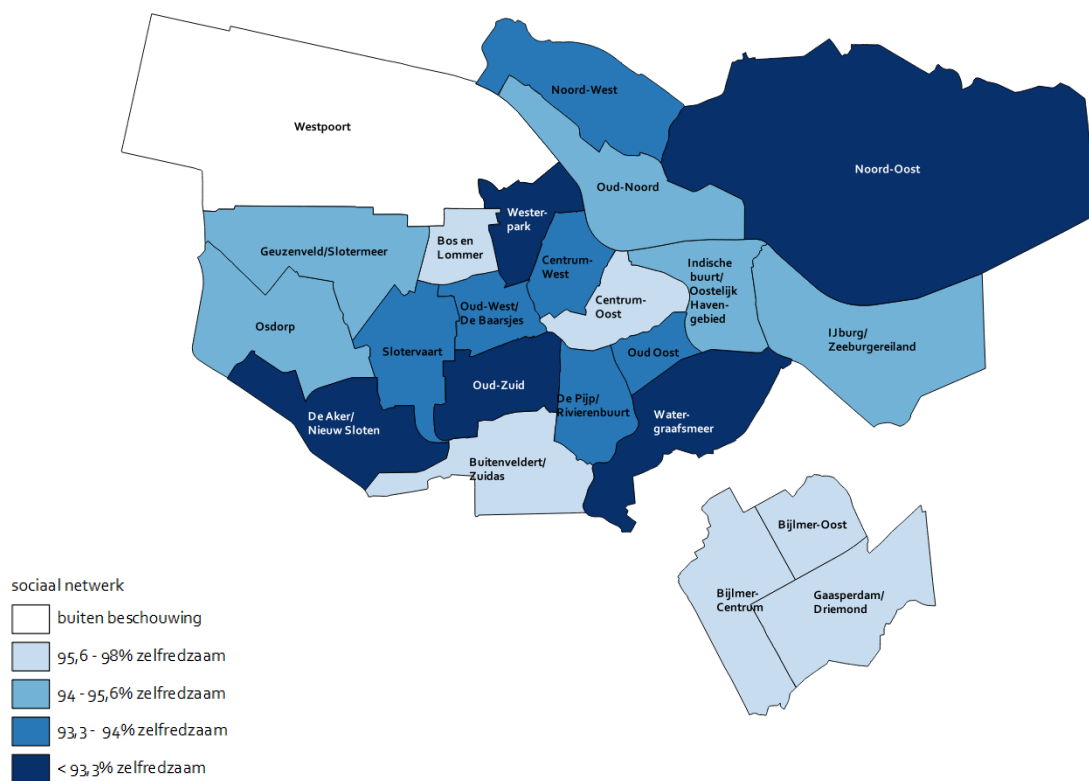 Noord-West
Westpoort
Noord-Oost
Oud-Noord
Wester-
park
Geuzenveld/Slotermeer
Bos en
Lommer
Centrum-
West
Indische
buurt/
Oostelijk
Haven-
gebied
Centrum-
Oost
Oud-West/
De Baarsjes
Osdorp
IJburg/
Zeeburgereiland
Slotervaart
Oud Oost
Oud-Zuid
De Pijp/
Rivierenbuurt
De Aker/
Nieuw Sloten
Water-
graafsmeer
Buitenveldert/
Zuidas
Bijlmer-Oost
Bijlmer-
Centrum
Gaasperdam/
Driemond
sociaal netwerk
buiten beschouwing
95,6 - 98% zelfredzaam
94 - 95,6% zelfredzaam
93,3 - 94% zelfredzaam
< 93,3% zelfredzaam